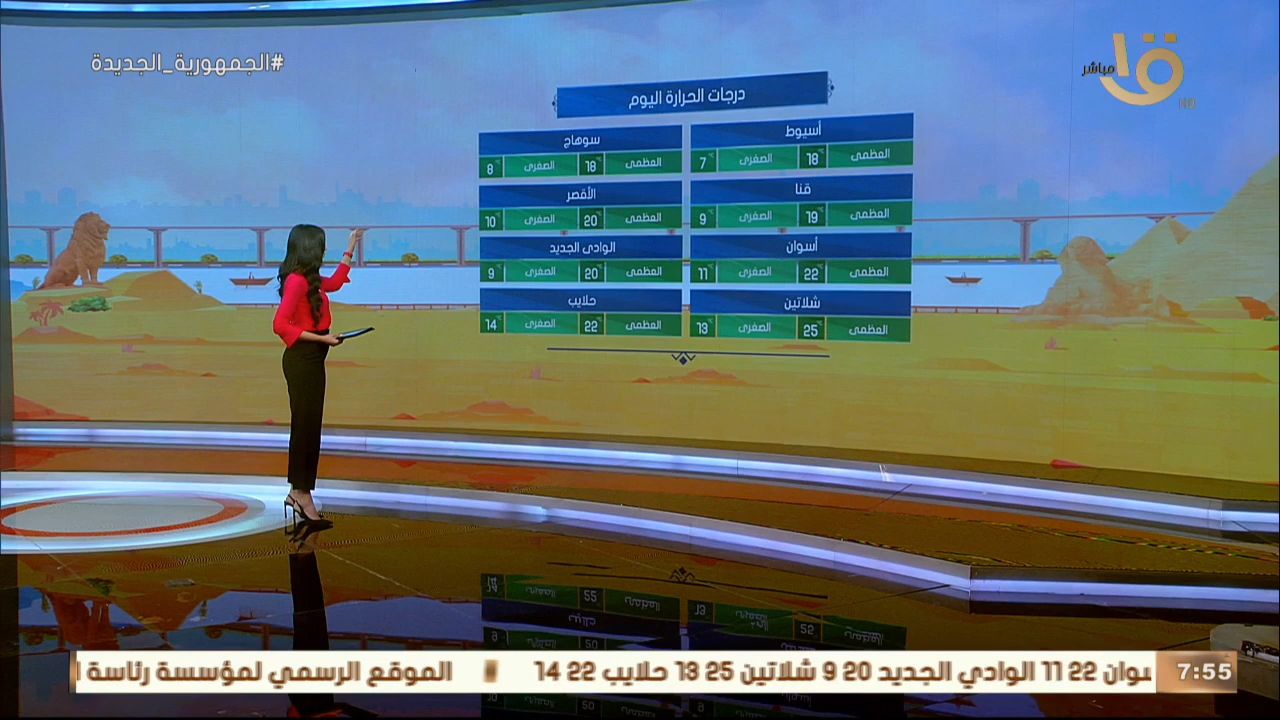 #الجمهورية_الجديدة
مباشر
HD
درجات الحرارة اليوم
أسيوط
العظمى 18 الصغرى 7
سوهاج
العظمى 18 الصغرى 8
قنا
العظمى 19 الصغرى 9
الأقصر
العظمى 20 الصغرى 10
أسوان
العظمى 22 الصغرى 11
الوادى الجديد
العظمى 20 الصغرى 9
شلاتين
العظمى 25 الصغرى 13
حلايب
العظمى 22 الصغرى 14
7:55
سوان 22 11 الوادي الجديد 20 9 شلاتين 25 13 حلايب 22 14 الموقع الرسمي لمؤسسة رئاسة